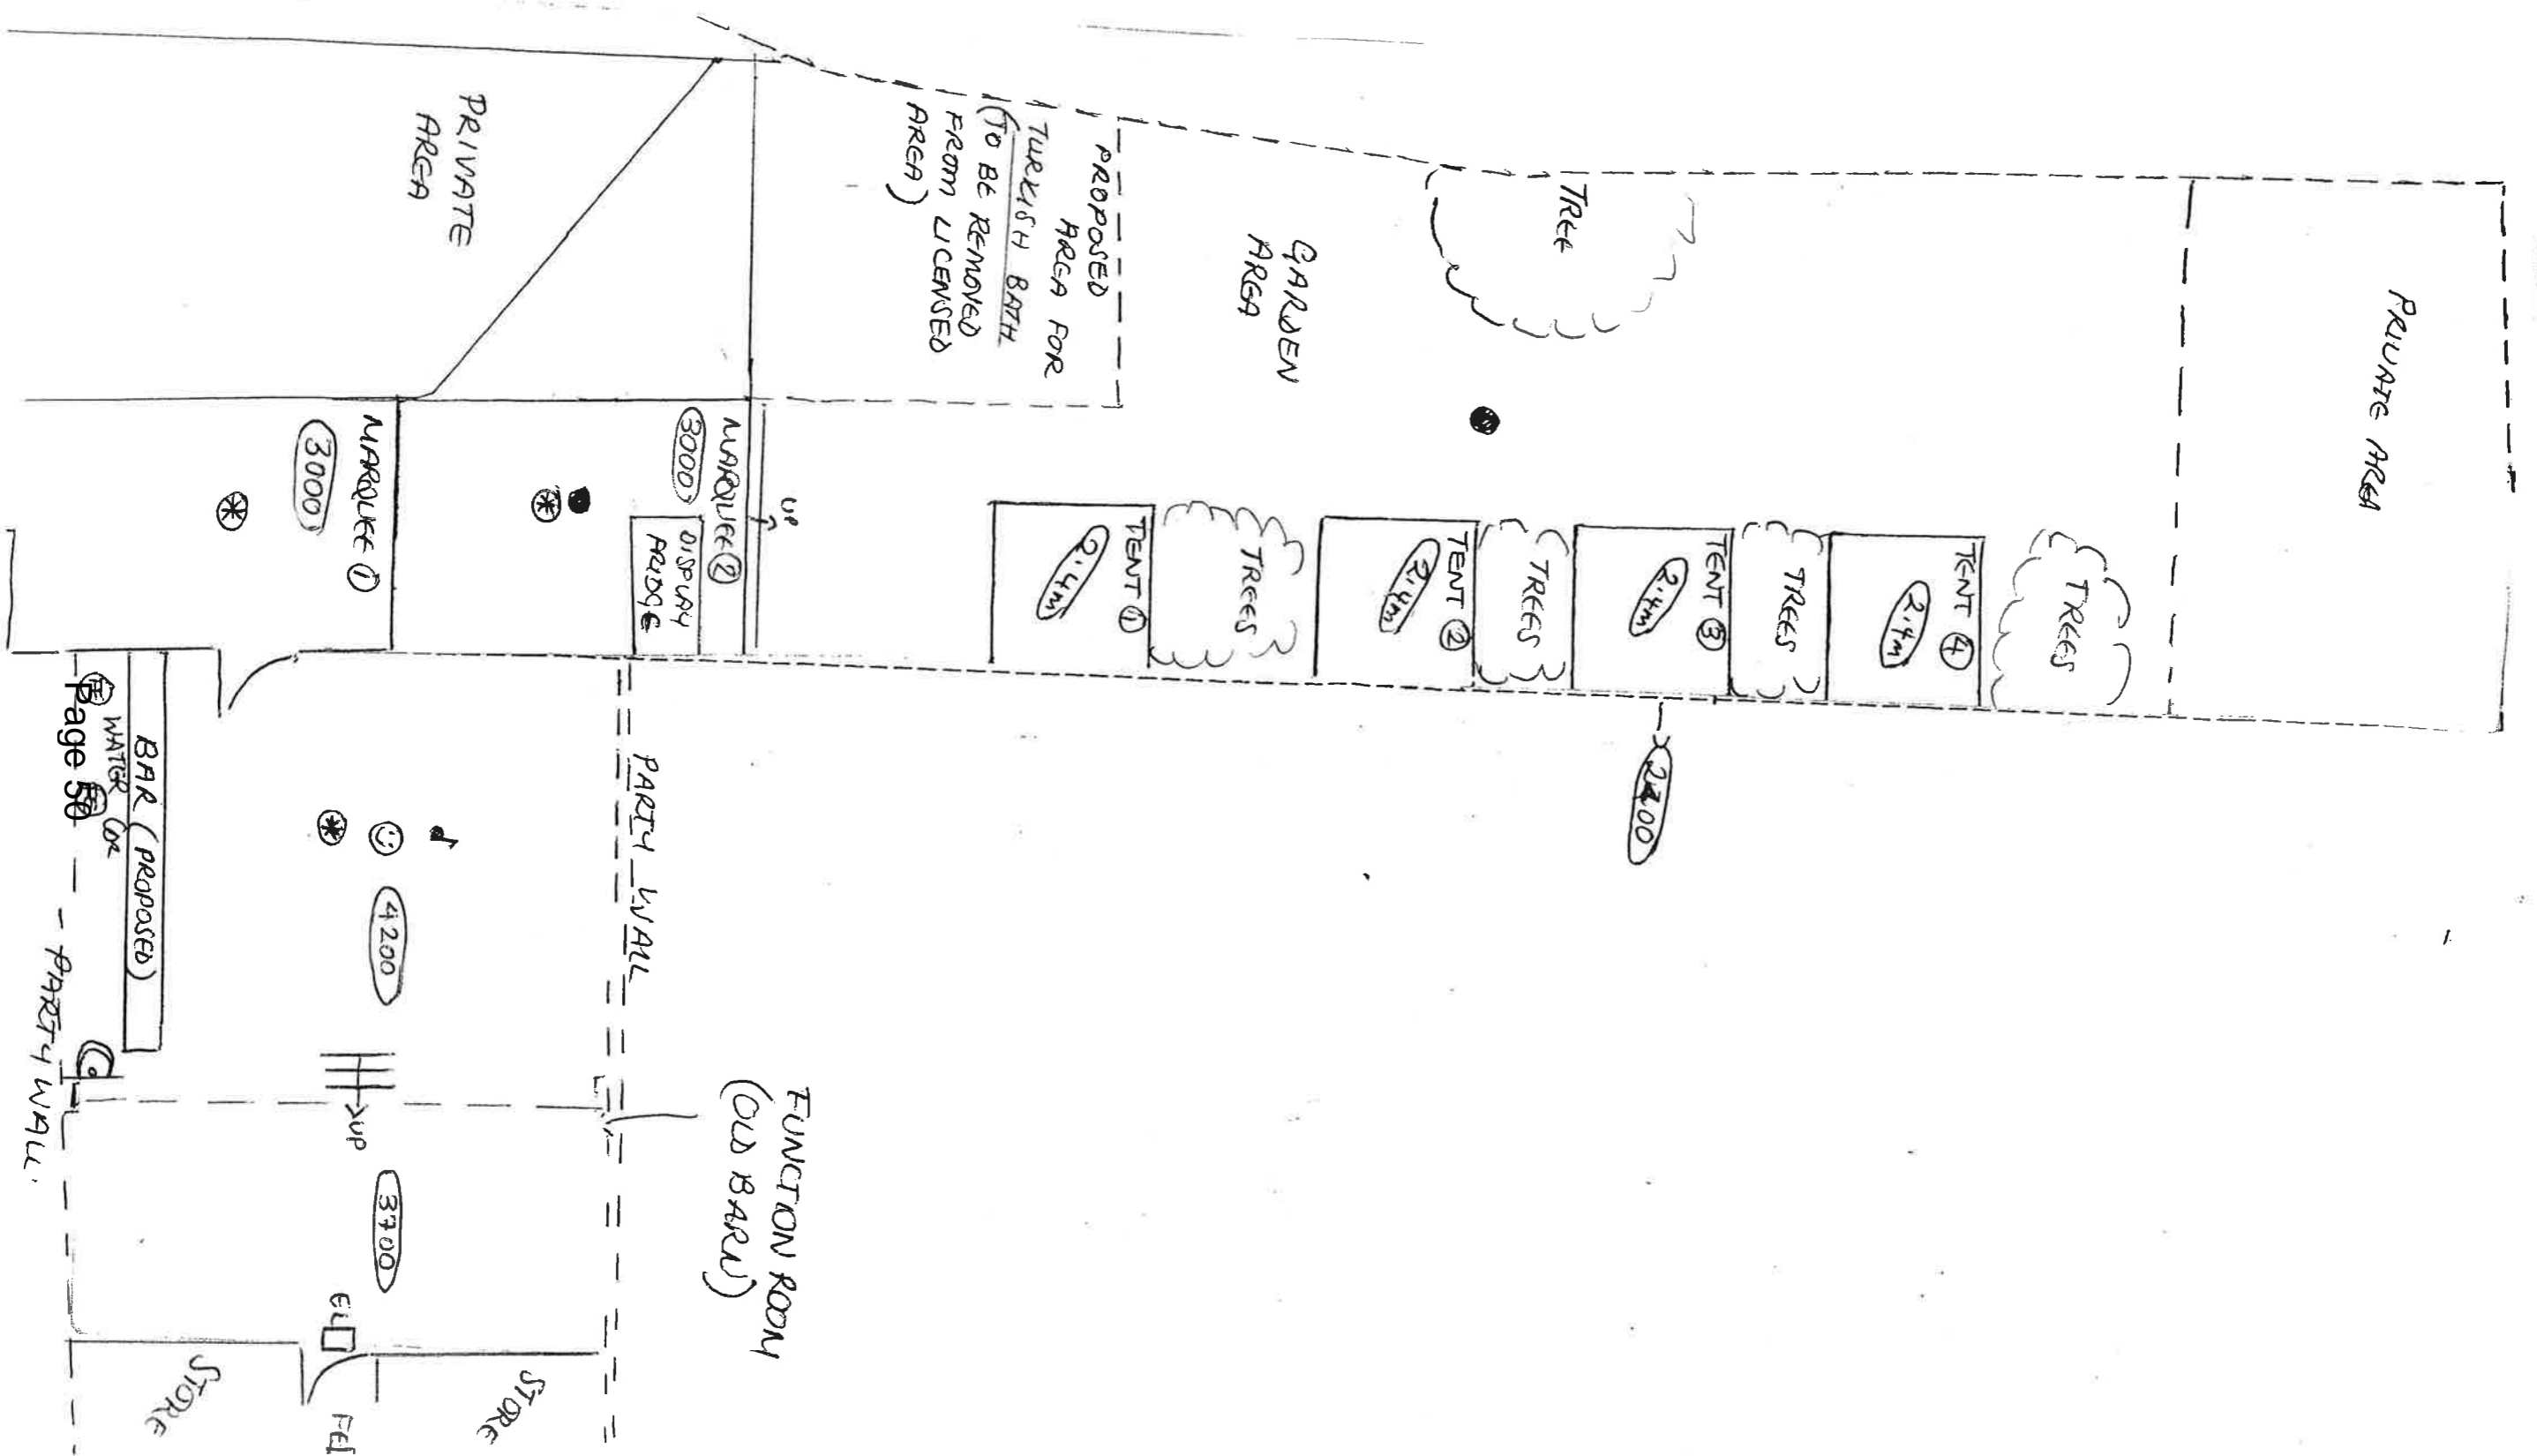 PRIVATE
AREA
PROPOSED
AREA FOR
TURKISH BATH
(TO BE REMOVED
FROM LICENSED
AREA)
GARDEN
AREA
TREE
PRIVATE AREA
MARQUEE ①
3000
MARQUEE ②
3000
DISPLAY
FRIDGE
UP
TENT ①
2.4m
TREES
TENT ②
2.4m
TREES
TENT ③
2.4m
TREES
TENT ④
2.4m
TREES
2400
Page 50
WATER
BAR (PROPOSED)
PARTY WALL
4200
PARTY WALL.
UP
3700
FUNCTION ROOM
(OLD BARN)
EL
STORE
STORE